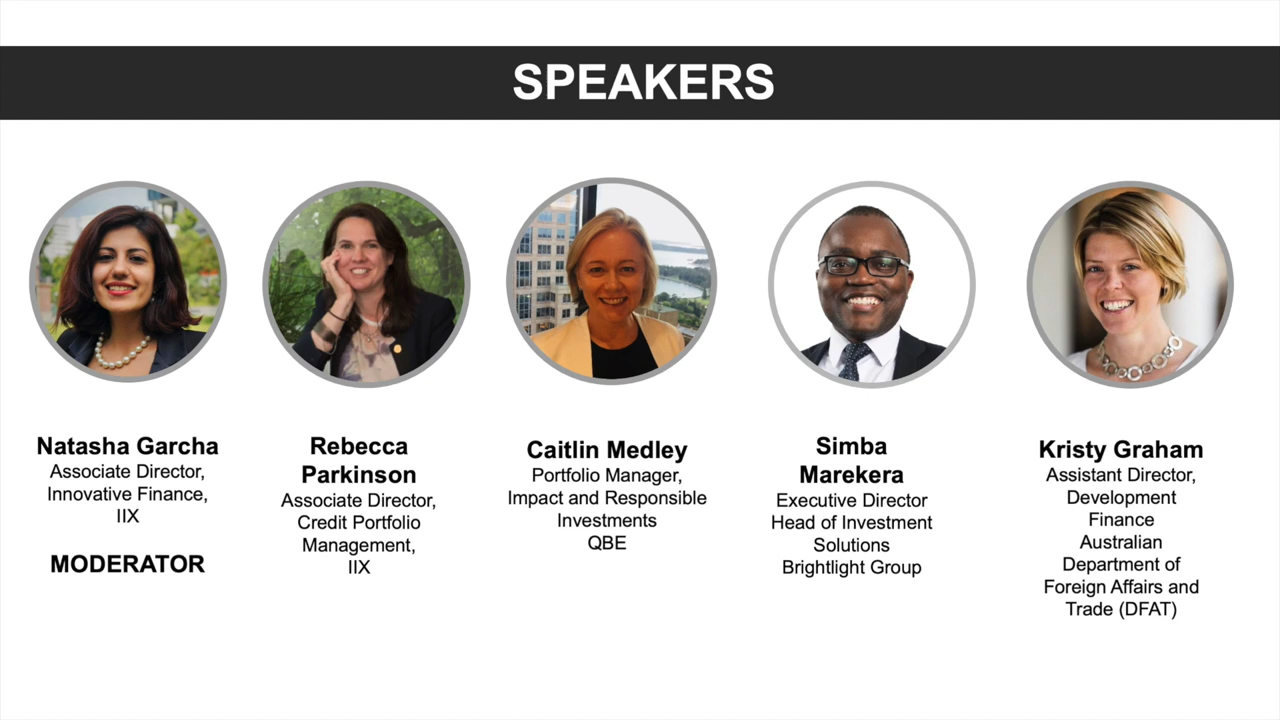 SPEAKERS
Natasha Garcha
Associate Director,
Innovative Finance,
IIX
MODERATOR
Rebecca
Parkinson
Associate Director,
Credit Portfolio
Management,
IIX
Caitlin Medley
Portfolio Manager,
Impact and Responsible
Investments
QBE
Simba
Marekera
Executive Director
Head of Investment
Solutions
Brightlight Group
Kristy Graham
Assistant Director,
Development
Finance
Australian
Department of
Foreign Affairs and
Trade (DFAT)